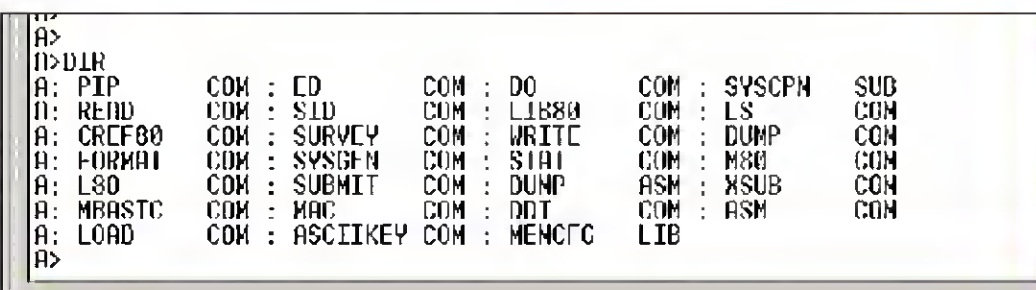 A>
A>DIR
A: PIP      COM : ED       COM : DO       COM : SYSCPM   SUB
A: READ     COM : SID      COM : LIB80    COM : LS       COM
A: CREF80   COM : SURVEY   COM : WRITE    COM : DUMP     COM
A: FORMAT   COM : SYSGEN   COM : STAT     COM : M80      COM
A: L80      COM : SUBMIT   COM : DUMP     ASM : XSUB     COM
A: MBASIC   COM : MAC      COM : DDT      COM : ASM      COM
A: LOAD     COM : ASCIIKEY COM :          LIB
A>